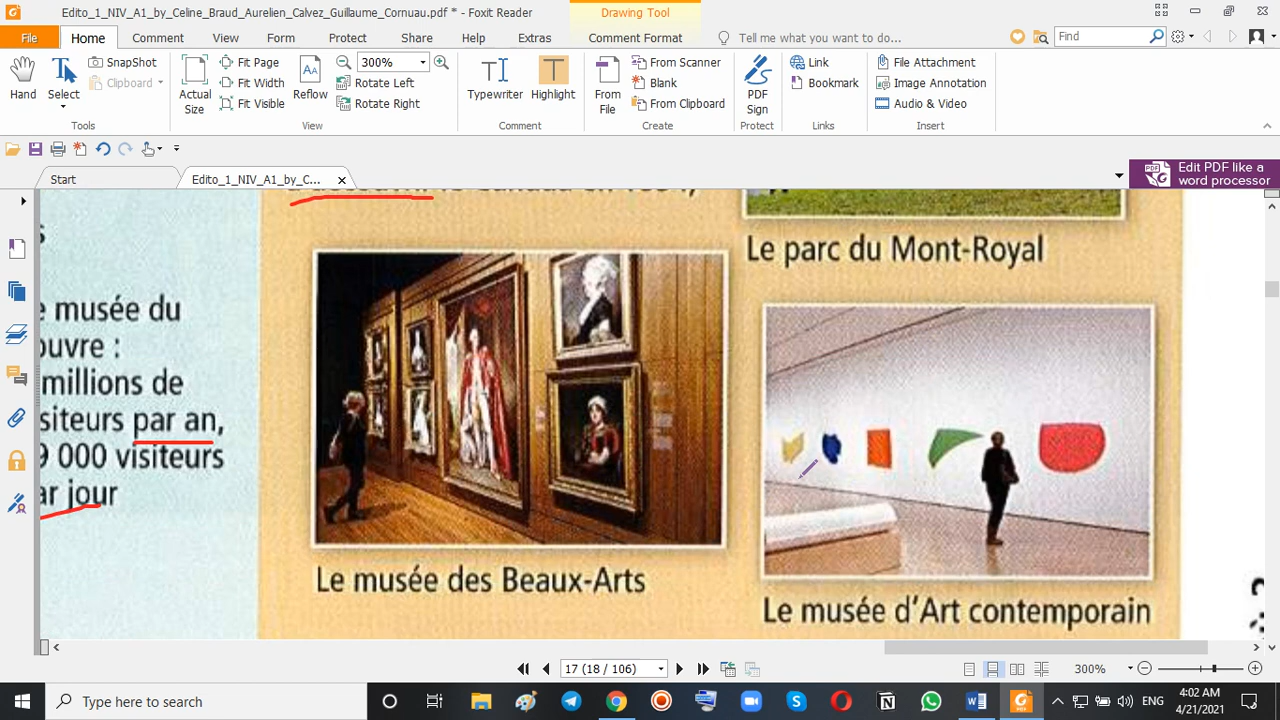 Edito_1_NIV_A1_by_Celine_Braud_Aurelien_Calvez_Guillaume_Cornuau.pdf * - Foxit Reader
Drawing Tool
File
Home
Comment
View
Form
Protect
Share
Help
Extras
Comment Format
Tell me what you want to do...
Find
Hand
Select
SnapShot
Clipboard
Actual Size
Fit Page
Fit Width
Fit Visible
Reflow
300%
Rotate Left
Rotate Right
Typewriter
Highlight
From File
From Scanner
Blank
From Clipboard
PDF Sign
Link
Bookmark
File Attachment
Image Annotation
Audio & Video
Tools
View
Comment
Create
Protect
Links
Insert
Start
Edito_1_NIV_A1_by_C...
Edit PDF like a
word processor
s
e musée du
ouvre :
millions de
siteurs par an,
9 000 visiteurs
ar jour
Le parc du Mont-Royal
Le musée des Beaux-Arts
Le musée d'Art contemporain
17 (18 / 106)
300%
Type here to search
ENG
4:02 AM
4/21/2021